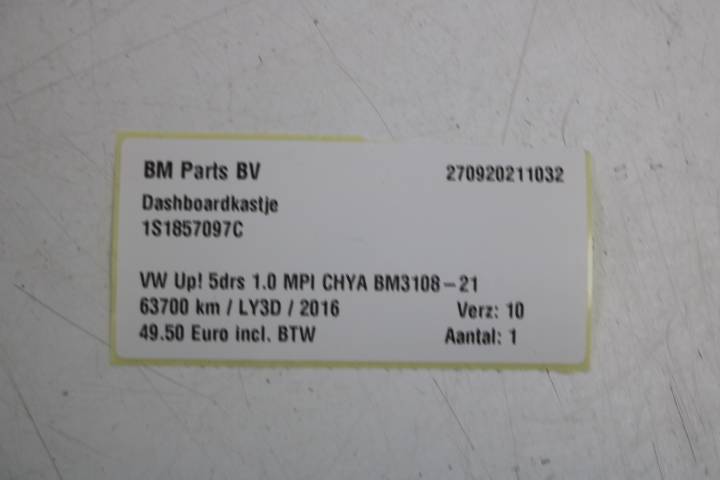 BM Parts BV 270920211032
Dashboardkastje
1S1857097C
VW Up! 5drs 1.0 MPI CHYA BM3108-21
63700 km / LY3D / 2016 Verz: 10
49.50 Euro incl. BTW Aantal: 1